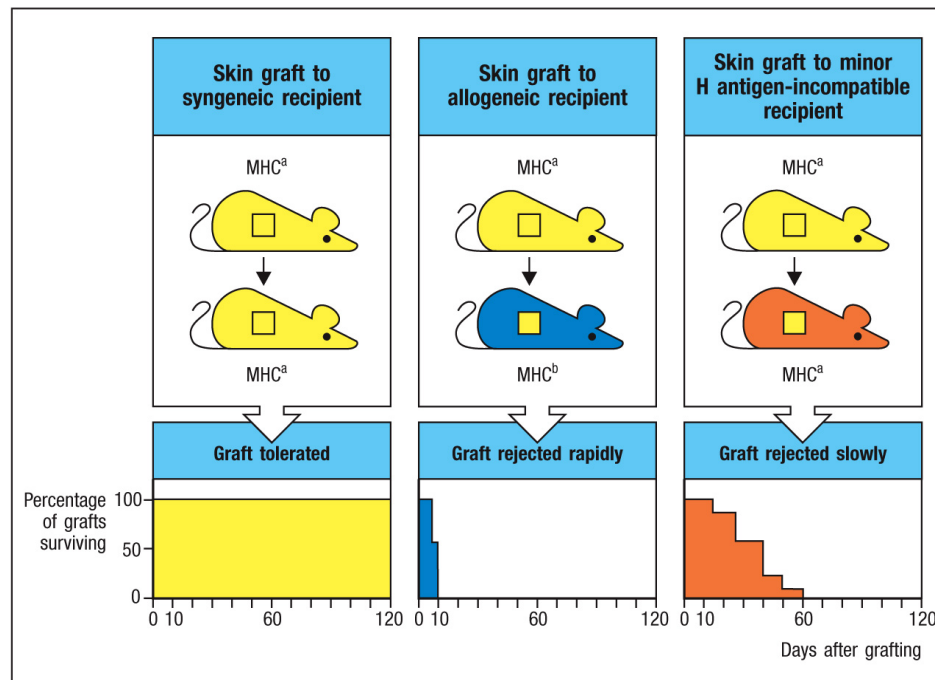 Skin graft to
syngeneic recipient
MHCᵃ
MHCᵃ
Graft tolerated
Skin graft to
allogeneic recipient
MHCᵃ
MHCᵇ
Graft rejected rapidly
Skin graft to minor
H antigen-incompatible
recipient
MHCᵃ
MHCᵃ
Graft rejected slowly
Percentage
of grafts
surviving
100
50
0
0 10 60 120
0 10 60 120
0 10 60 120
Days after grafting